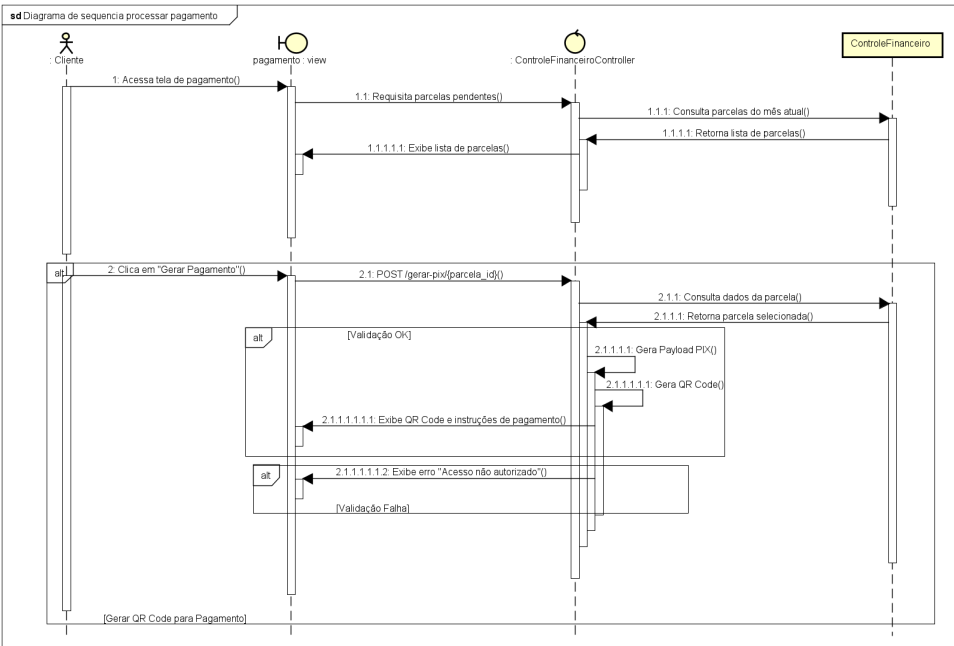 sd Diagrama de sequencia processar pagamento
: Cliente
pagamento : view
: ControleFinanceiroController
ControleFinanceiro
1: Acessa tela de pagamento()
1.1: Requisita parcelas pendentes()
1.1.1: Consulta parcelas do mês atual()
1.1.1.1: Retorna lista de parcelas()
1.1.1.1.1: Exibe lista de parcelas()
alt
2: Clica em "Gerar Pagamento"()
2.1: POST /gerar-pix/{parcela_id}()
2.1.1: Consulta dados da parcela()
2.1.1.1: Retorna parcela selecionada()
alt
[Validação OK]
2.1.1.1.1: Gera Payload PIX()
2.1.1.1.1.1: Gera QR Code()
2.1.1.1.1.1.1: Exibe QR Code e instruções de pagamento()
alt
2.1.1.1.1.1.2: Exibe erro "Acesso não autorizado"()
[Validação Falha]
[Gerar QR Code para Pagamento]